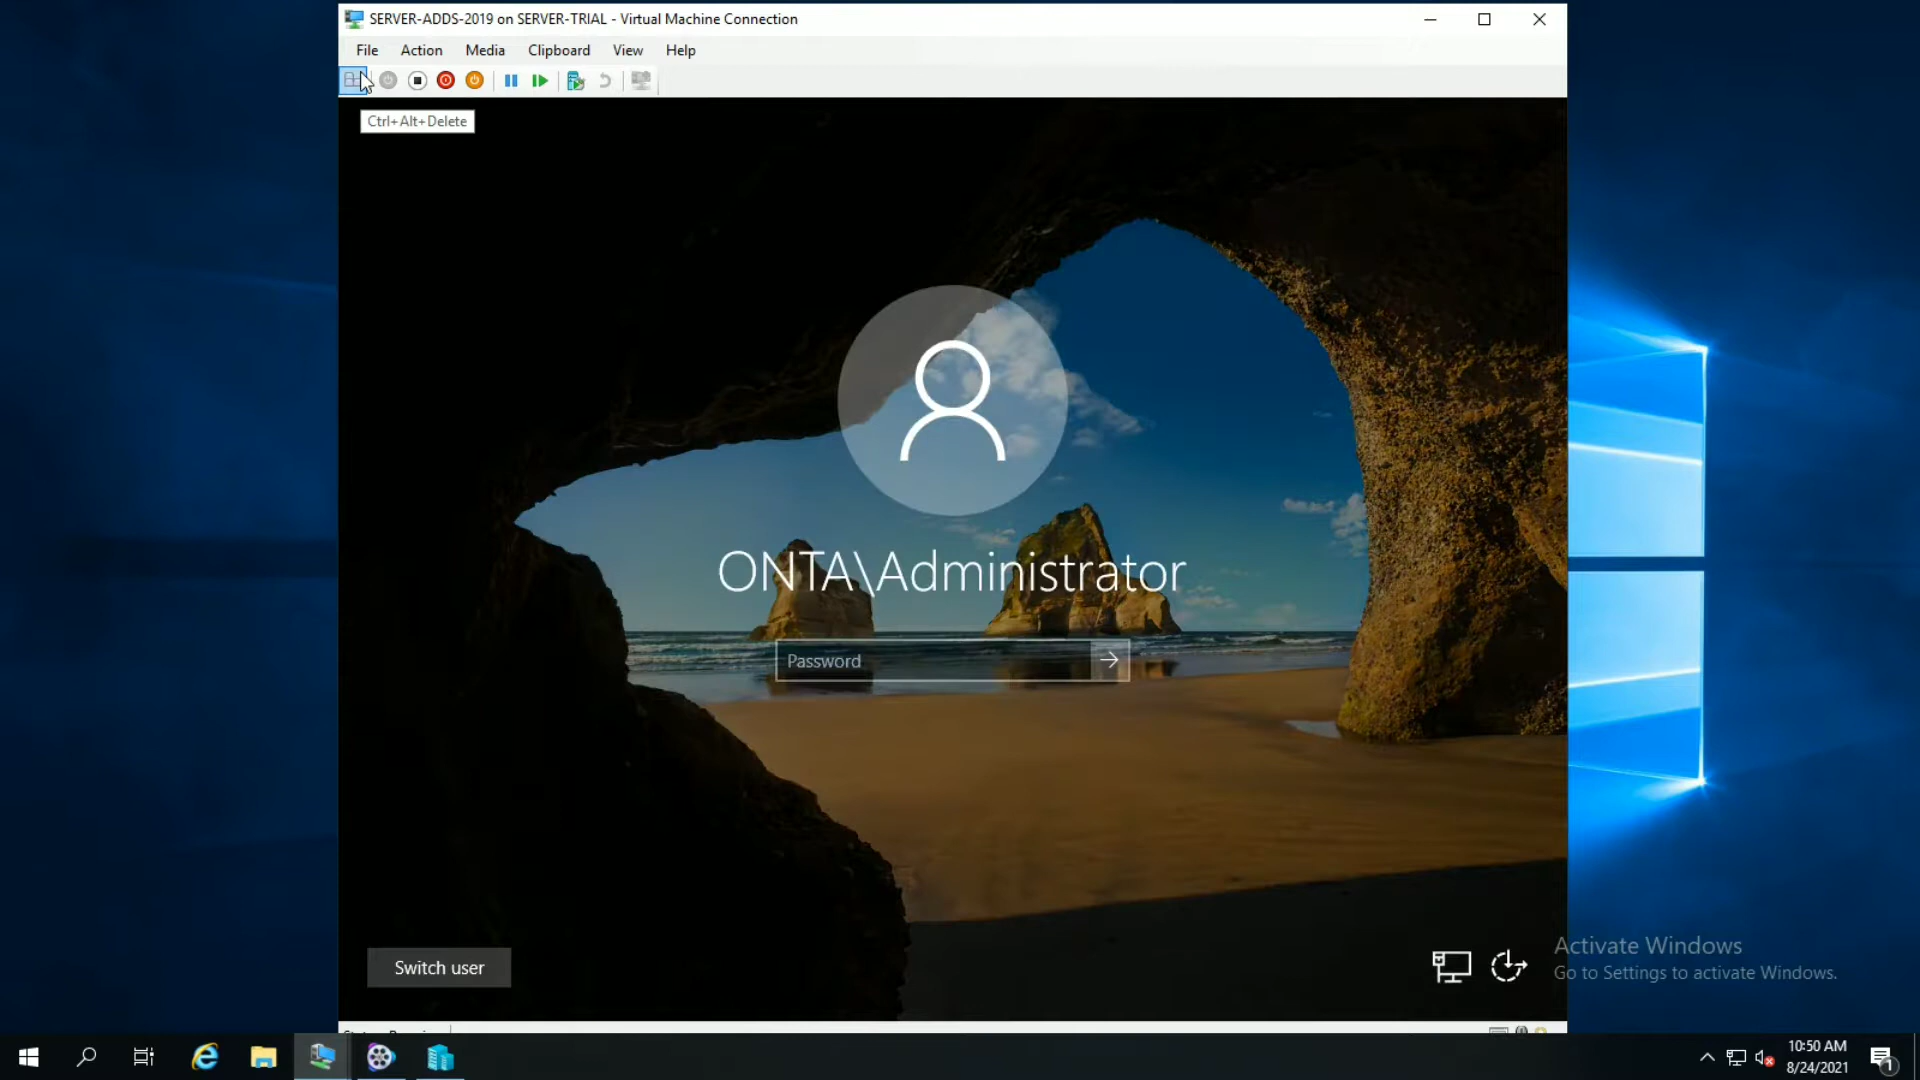 SERVER-ADDS-2019 on SERVER-TRIAL - Virtual Machine Connection
File Action Media Clipboard View Help
Ctrl+Alt+Delete
ONTA\Administrator
Password
Switch user
Activate Windows
Go to Settings to activate Windows.
10:50 AM
8/24/2021
1